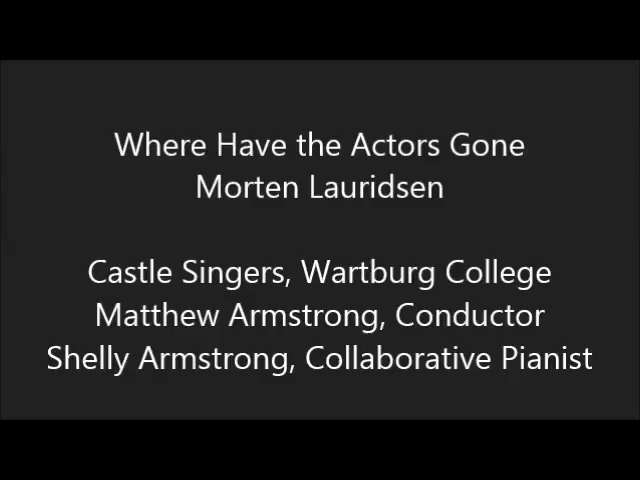 Where Have the Actors Gone
Morten Lauridsen
Castle Singers, Wartburg College
Matthew Armstrong, Conductor
Shelly Armstrong, Collaborative Pianist